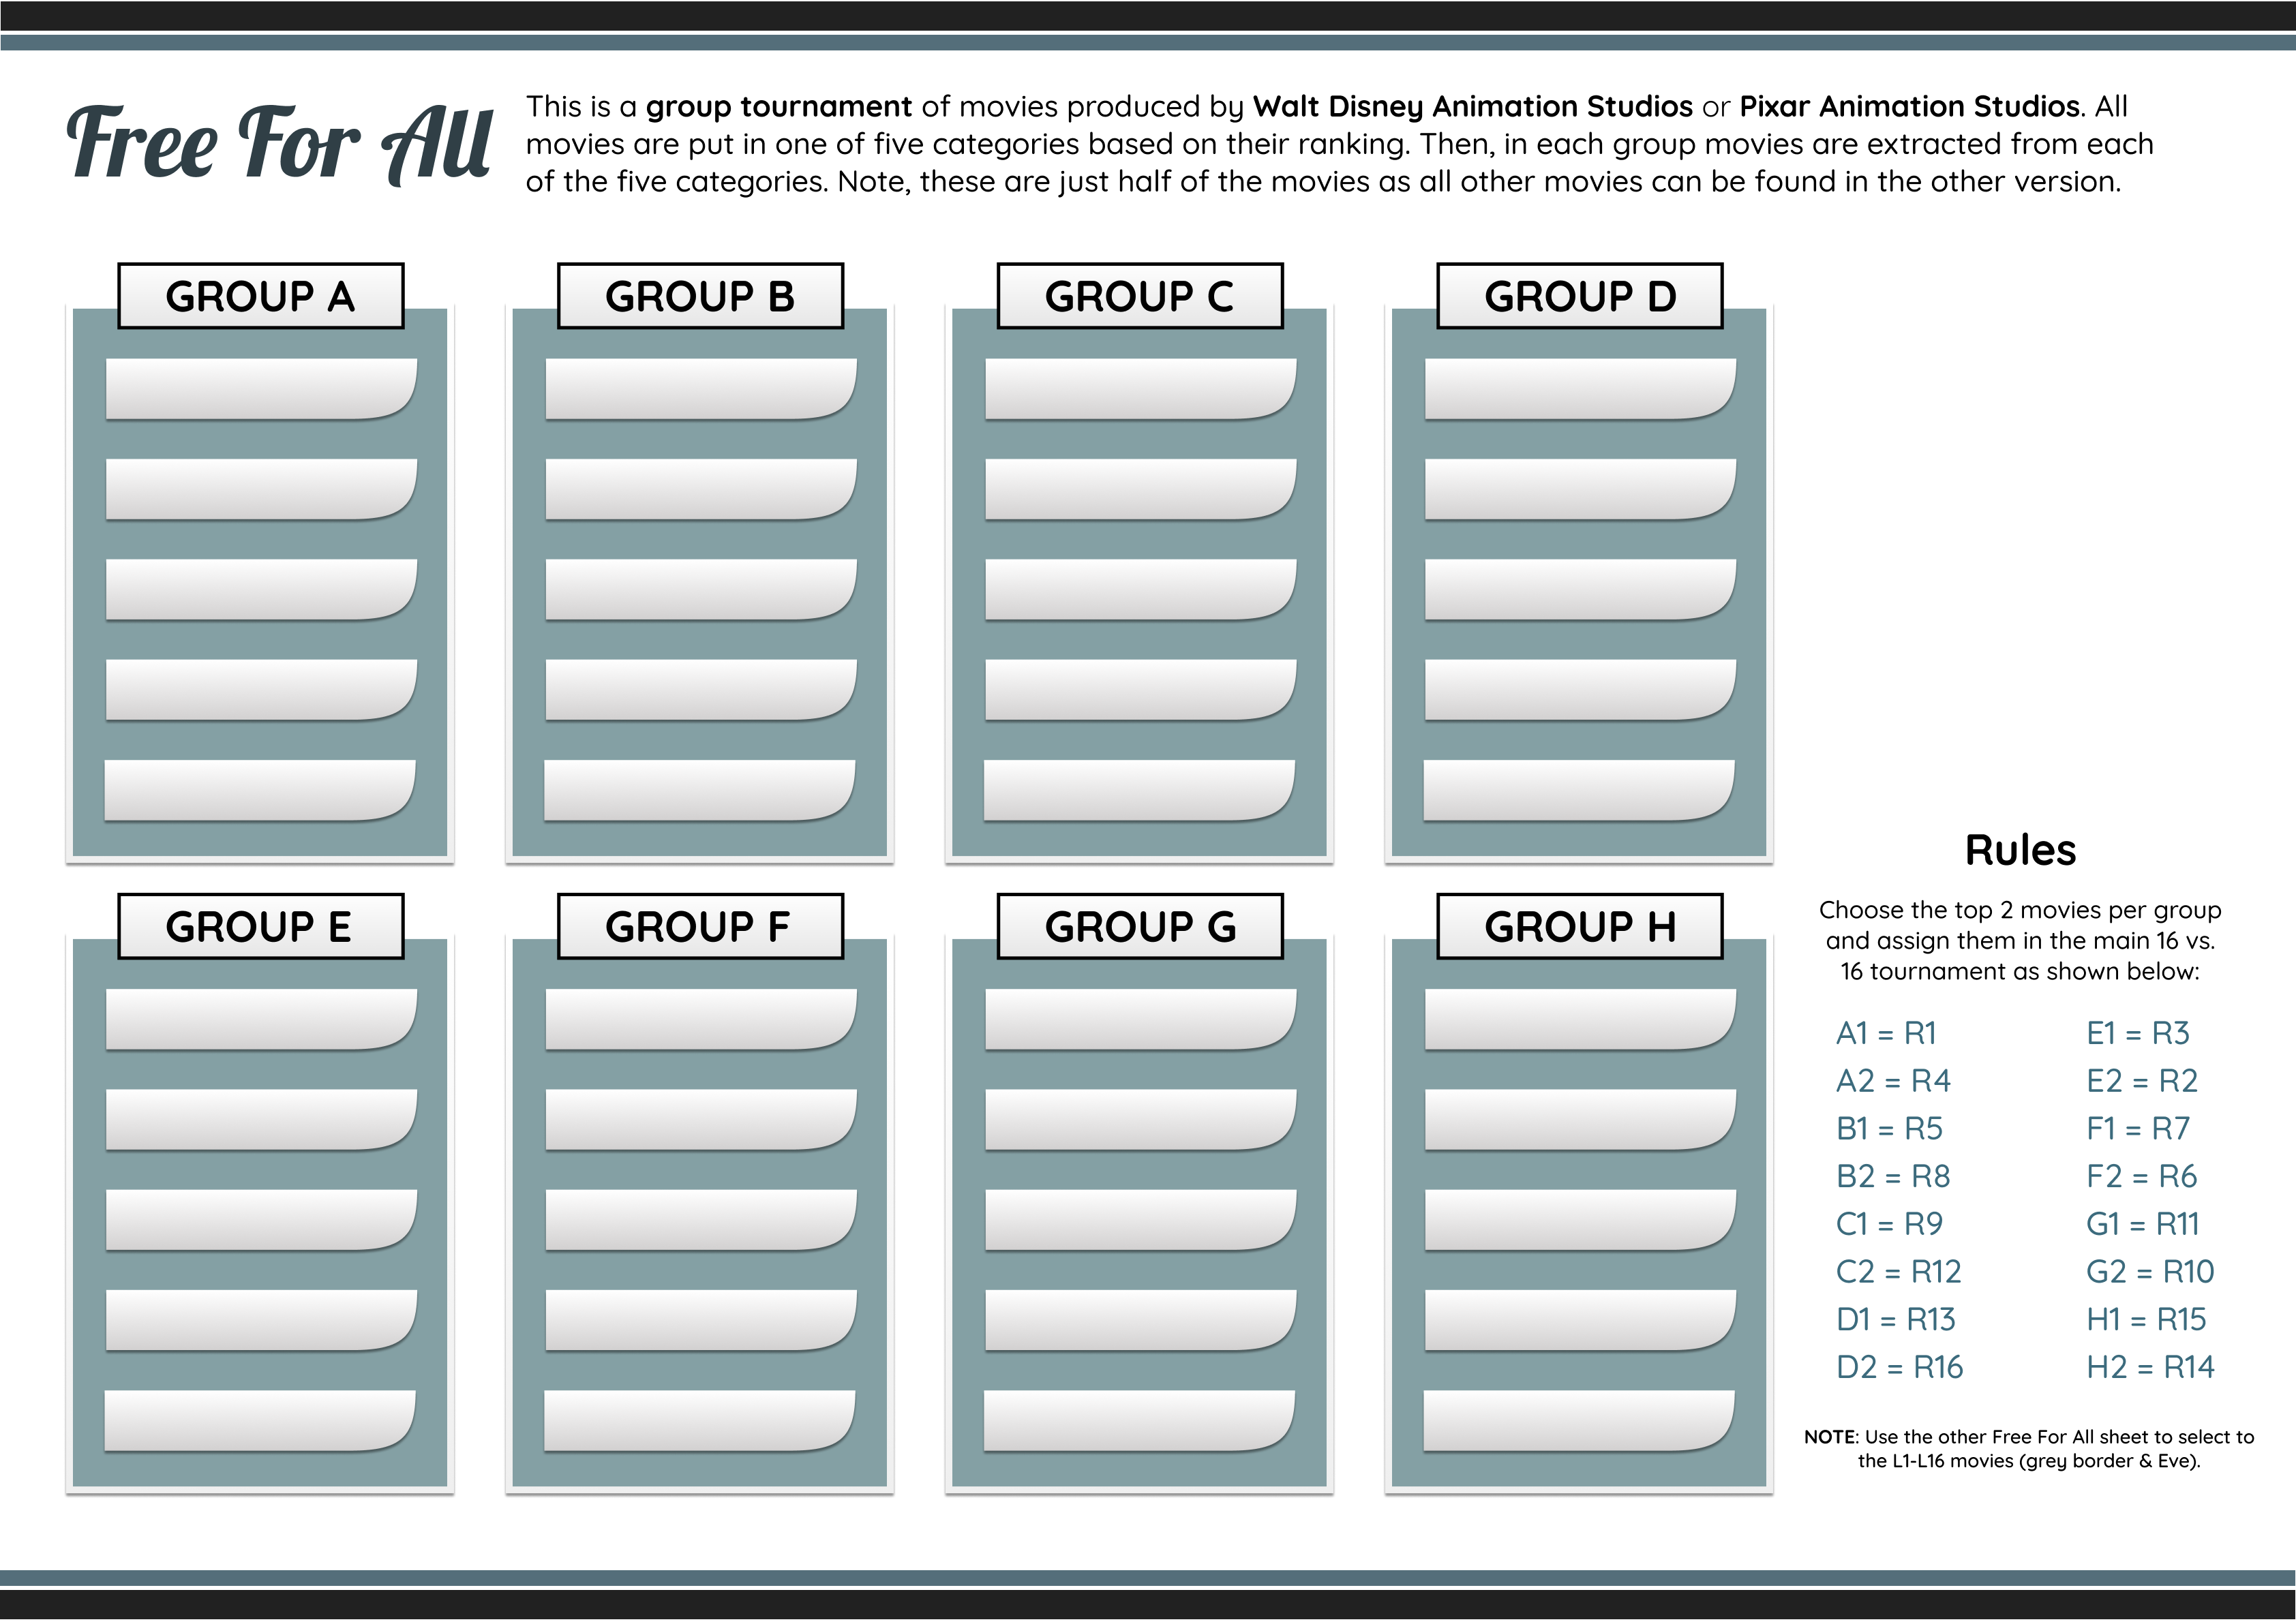 Free For All
This is a group tournament of movies produced by Walt Disney Animation Studios or Pixar Animation Studios. All
movies are put in one of five categories based on their ranking. Then, in each group movies are extracted from each
of the five categories. Note, these are just half of the movies as all other movies can be found in the other version.
GROUP A
GROUP B
GROUP C
GROUP D
GROUP E
GROUP F
GROUP G
GROUP H
Rules
Choose the top 2 movies per group
and assign them in the main 16 vs.
16 tournament as shown below:
A1 = R1
A2 = R4
B1 = R5
B2 = R8
C1 = R9
C2 = R12
D1 = R13
D2 = R16
E1 = R3
E2 = R2
F1 = R7
F2 = R6
G1 = R11
G2 = R10
H1 = R15
H2 = R14
NOTE: Use the other Free For All sheet to select to
the L1-L16 movies (grey border & Eve).